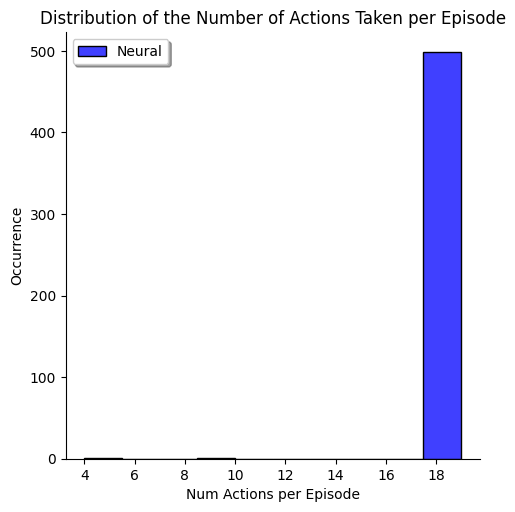 Distribution of the Number of Actions Taken per Episode
Neural
500
400
300
200
100
0
Occurrence
4 6 8 10 12 14 16 18
Num Actions per Episode